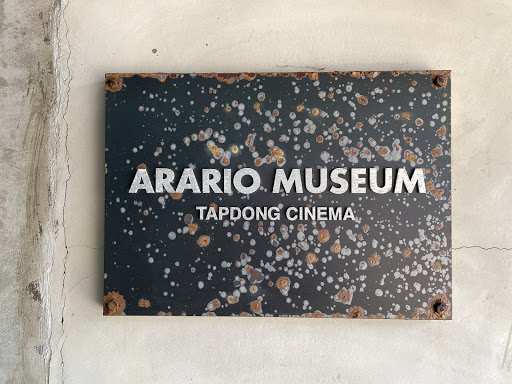 ARARIO MUSEUM
TAPDONG CINEMA